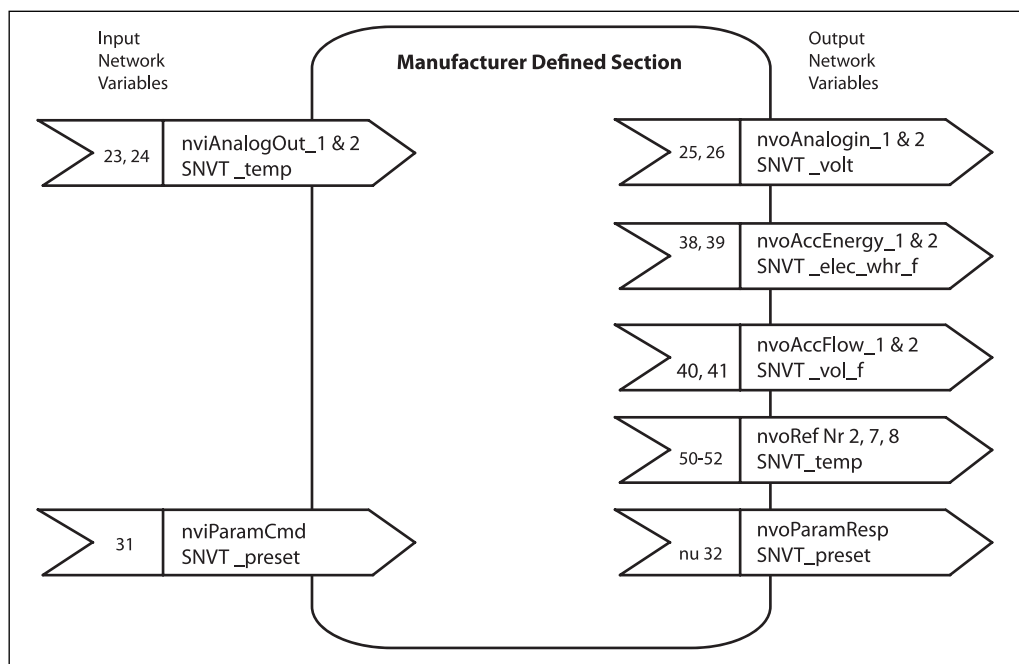 Input
Network
Variables
Manufacturer Defined Section
Output
Network
Variables
23, 24
nviAnalogOut_1 & 2
SNVT _temp
25, 26
nvoAnalogin_1 & 2
SNVT _volt
38, 39
nvoAccEnergy_1 & 2
SNVT _elec_whr_f
40, 41
nvoAccFlow_1 & 2
SNVT _vol_f
50-52
nvoRef Nr 2, 7, 8
SNVT_temp
31
nviParamCmd
SNVT _preset
nu 32
nvoParamResp
SNVT _preset